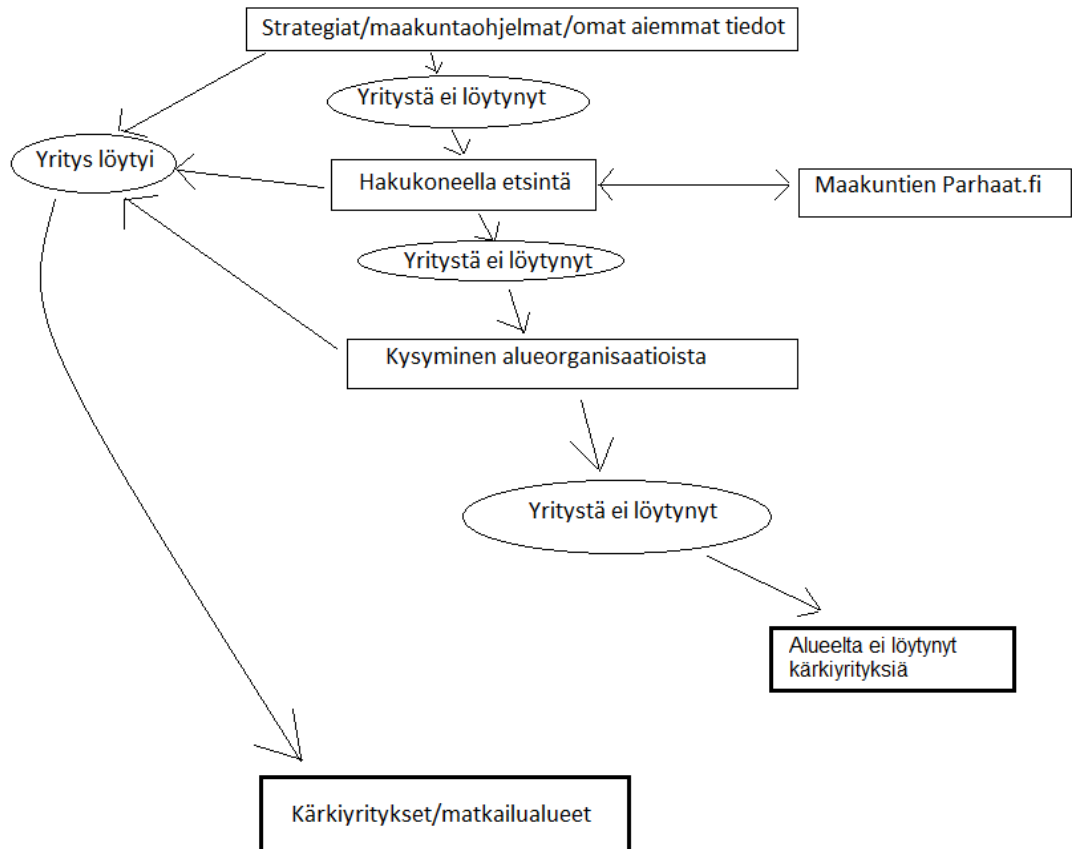 Strategiat/maakuntaohjelmat/omat aiemmat tiedot
Yritystä ei löytynyt
Yritys löytyi
Hakukoneella etsintä
Maakuntien Parhaat.fi
Yritystä ei löytynyt
Kysyminen alueorganisaatioista
Yritystä ei löytynyt
Alueelta ei löytynyt
kärkiyrityksiä
Kärkiyritykset/matkailualueet